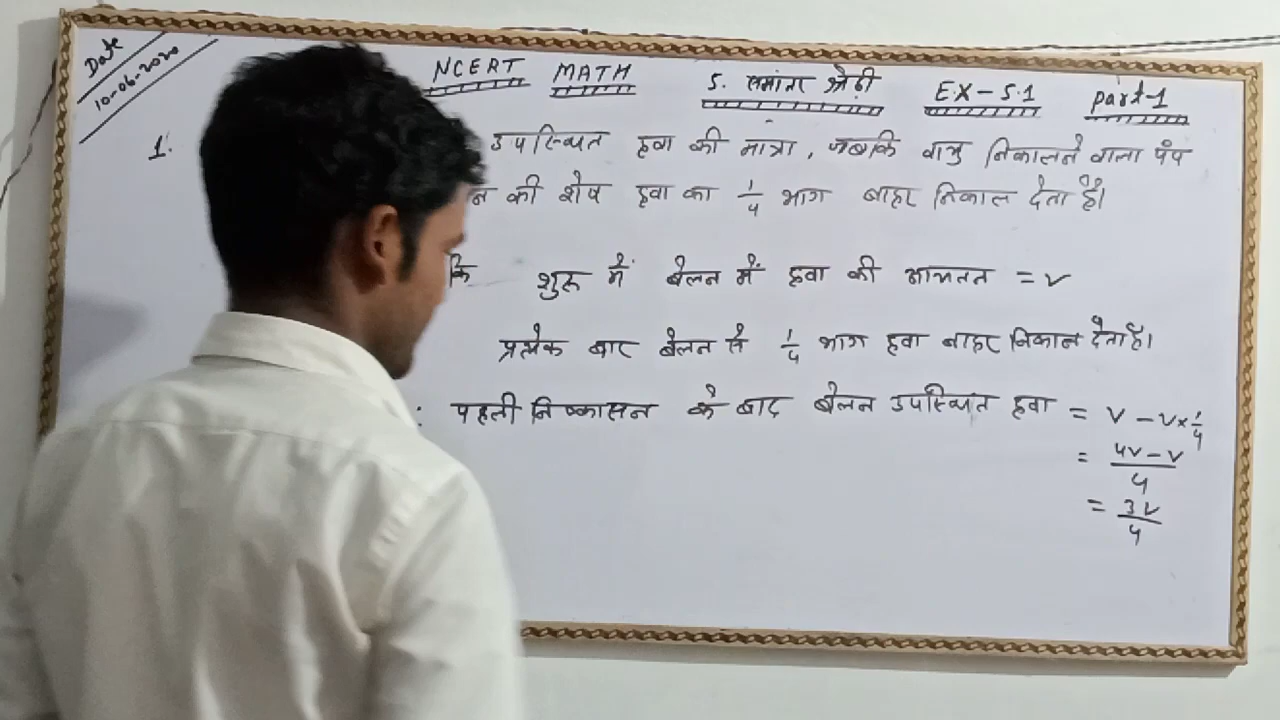 Date
10-06-2020
NCERT MATH 5. समांतर श्रेढ़ी EX-5.1 Part-1
1. उपस्थित हवा की मात्रा, जबकि वायु निकालने वाला पंप
की शेष हवा का 1/4 भाग बाहर निकाल देता है।
कि शुरू में बेलन में हवा की आयतन = V
प्रत्येक बार बेलन से 1/4 भाग हवा बाहर निकाल देता है।
: पहली निष्कासन के बाद बेलन उपस्थित हवा = V - V×1/4
= 4V-V/4
= 3V/4